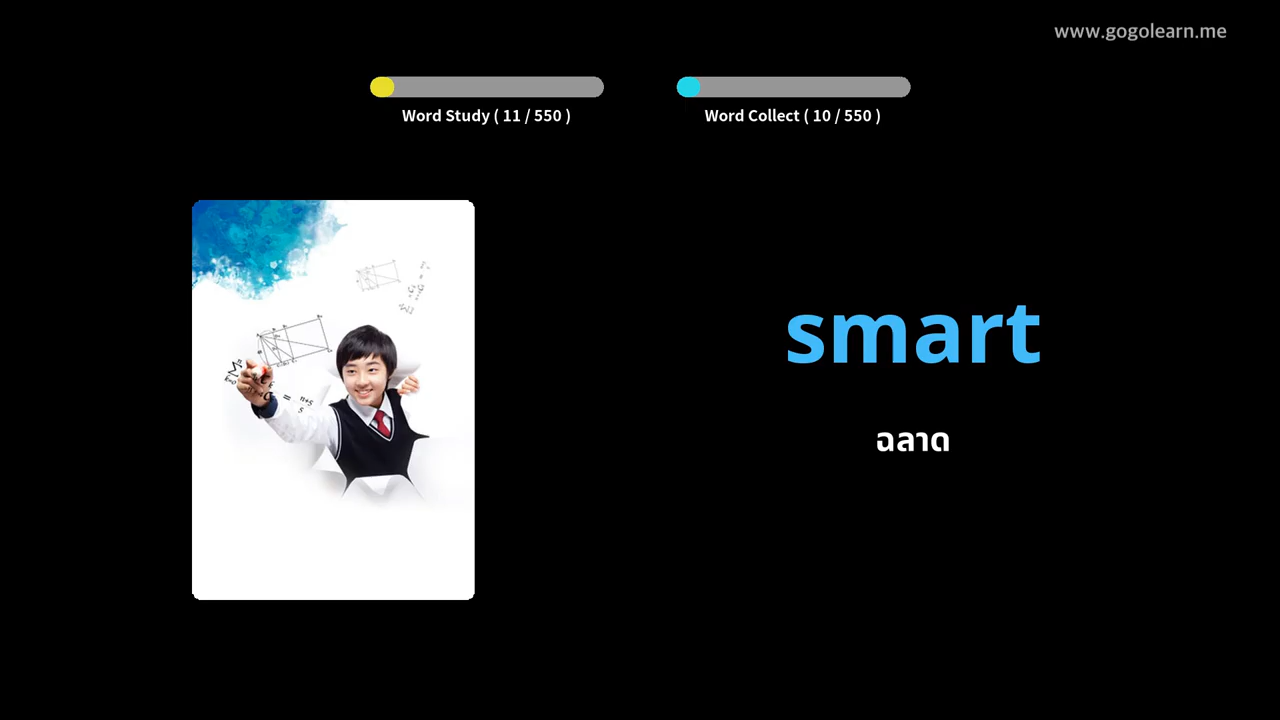 www.gogolearn.me
Word Study ( 11 / 550 )
Word Collect ( 10 / 550 )
smart
ฉลาด
n+s
s
=